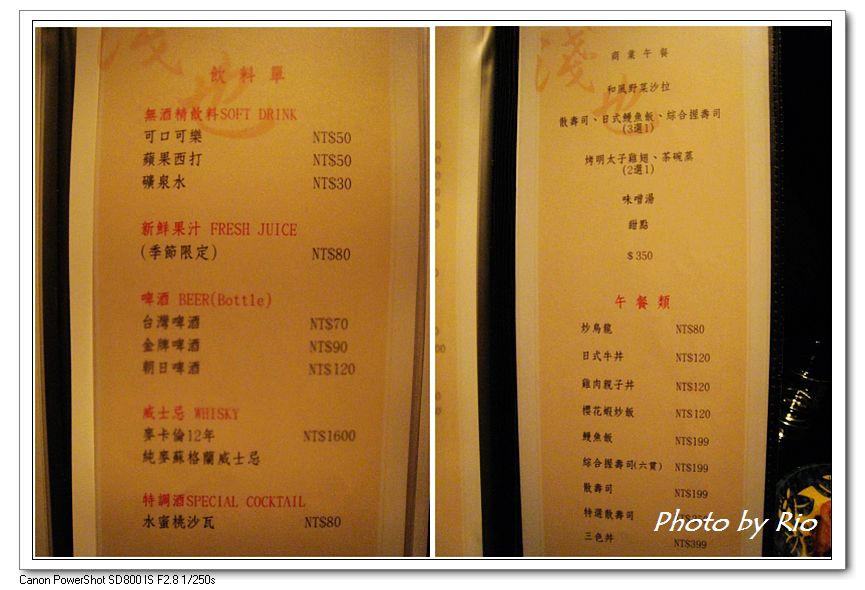 淺也
飲料單
無酒精飲料SOFT DRINK
可口可樂 NT$50
蘋果西打 NT$50
礦泉水 NT$30
新鮮果汁 FRESH JUICE
(季節限定) NT$80
啤酒 BEER(Bottle)
台灣啤酒 NT$70
金牌啤酒 NT$90
朝日啤酒 NT$120
威士忌 WHISKY
麥卡倫12年 NT$1600
純麥蘇格蘭威士忌
特調酒SPECIAL COCKTAIL
水蜜桃沙瓦 NT$80
淺也
商業午餐
和風野菜沙拉
散壽司、日式鰻魚飯、綜合握壽司
(3選1)
烤明太子雞翅、茶碗蒸
(2選1)
味噌湯
甜點
$350
午餐類
炒烏龍 NT$80
日式牛丼 NT$120
雞肉親子丼 NT$120
櫻花蝦炒飯 NT$120
鰻魚飯 NT$199
綜合握壽司(六貫) NT$199
散壽司 NT$199
特選散壽司
三色丼 NT$399
Photo by Rio
Canon PowerShot SD800 IS F2.8 1/250s